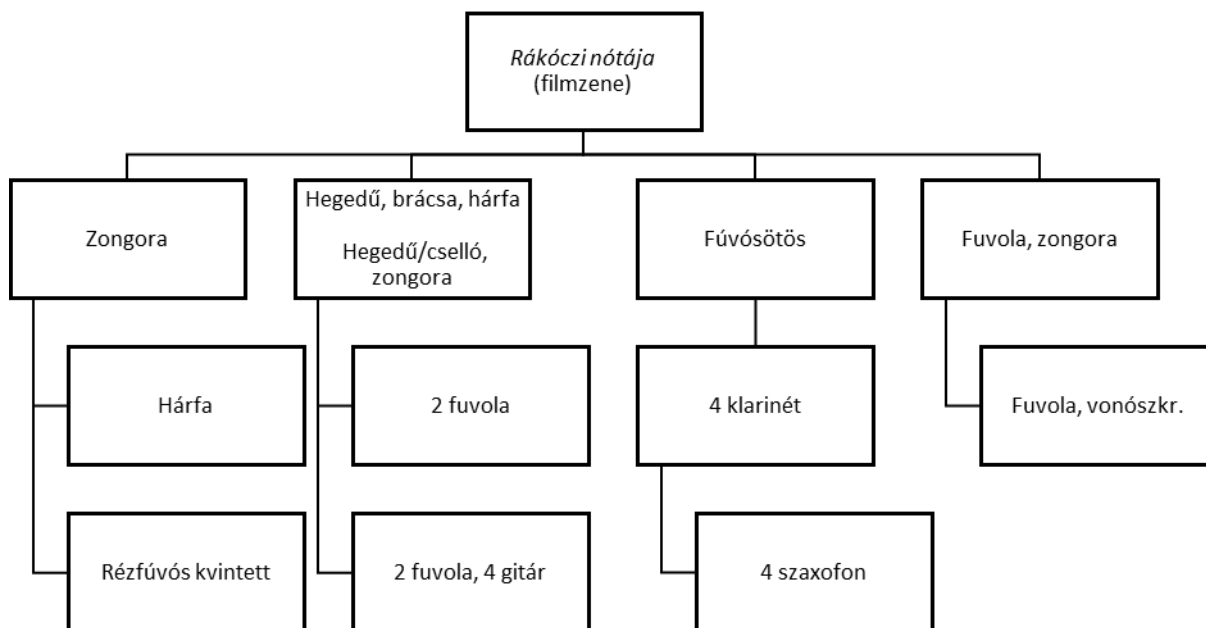 Rákóczi nótája
(filmzene)
Zongora
Hegedű, brácsa, hárfa
Hegedű/cselló,
zongora
Fúvósötös
Fuvola, zongora
Hárfa
2 fuvola
4 klarinét
Fuvola, vonószkr.
Rézfúvós kvintett
2 fuvola, 4 gitár
4 szaxofon